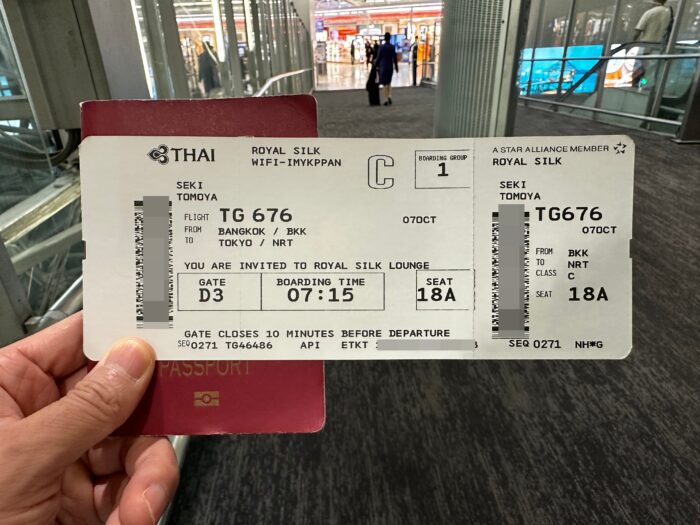 THAI
ROYAL SILK
WIFI-IMYKPPAN
C
BOARDING GROUP
1
SEKI
TOMOYA
FLIGHT TG 676 07OCT
FROM BANGKOK / BKK
TO TOKYO / NRT
YOU ARE INVITED TO ROYAL SILK LOUNGE
GATE
D3
BOARDING TIME
07:15
SEAT
18A
GATE CLOSES 10 MINUTES BEFORE DEPARTURE
SEQ 0271 TG46486 API ETKT
A STAR ALLIANCE MEMBER
ROYAL SILK
SEKI
TOMOYA
TG676
07OCT
FROM BKK
TO NRT
CLASS C
SEAT 18A
SEQ 0271 NH*G
PASSPORT